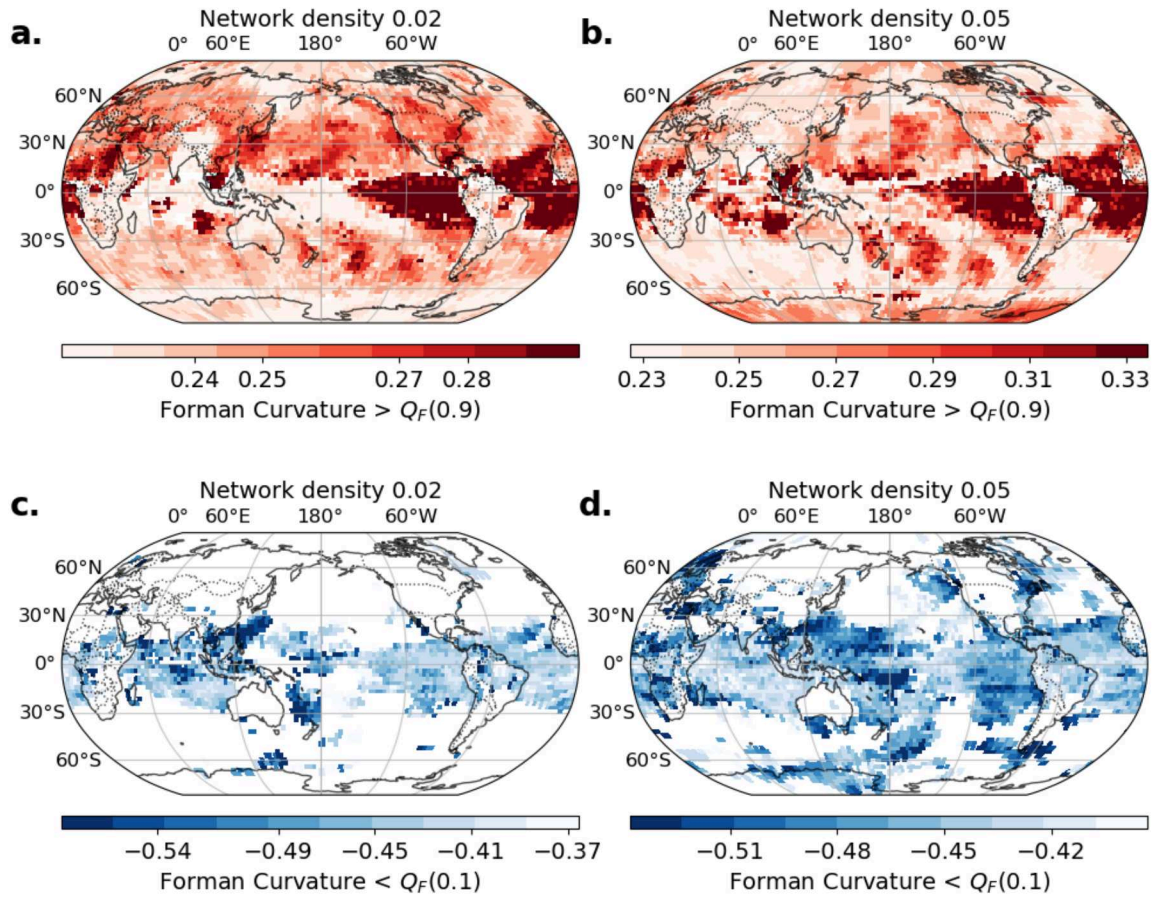 a.
Network density 0.02
0° 60°E 180° 60°W
60°N
30°N
0°
30°S
60°S
0.24 0.25 0.27 0.28
Forman Curvature > Q_F(0.9)
b.
Network density 0.05
0° 60°E 180° 60°W
60°N
30°N
0°
30°S
60°S
0.23 0.25 0.27 0.29 0.31 0.33
Forman Curvature > Q_F(0.9)
c.
Network density 0.02
0° 60°E 180° 60°W
60°N
30°N
0°
30°S
60°S
−0.54 −0.49 −0.45 −0.41 −0.37
Forman Curvature < Q_F(0.1)
d.
Network density 0.05
0° 60°E 180° 60°W
60°N
30°N
0°
30°S
60°S
−0.51 −0.48 −0.45 −0.42
Forman Curvature < Q_F(0.1)